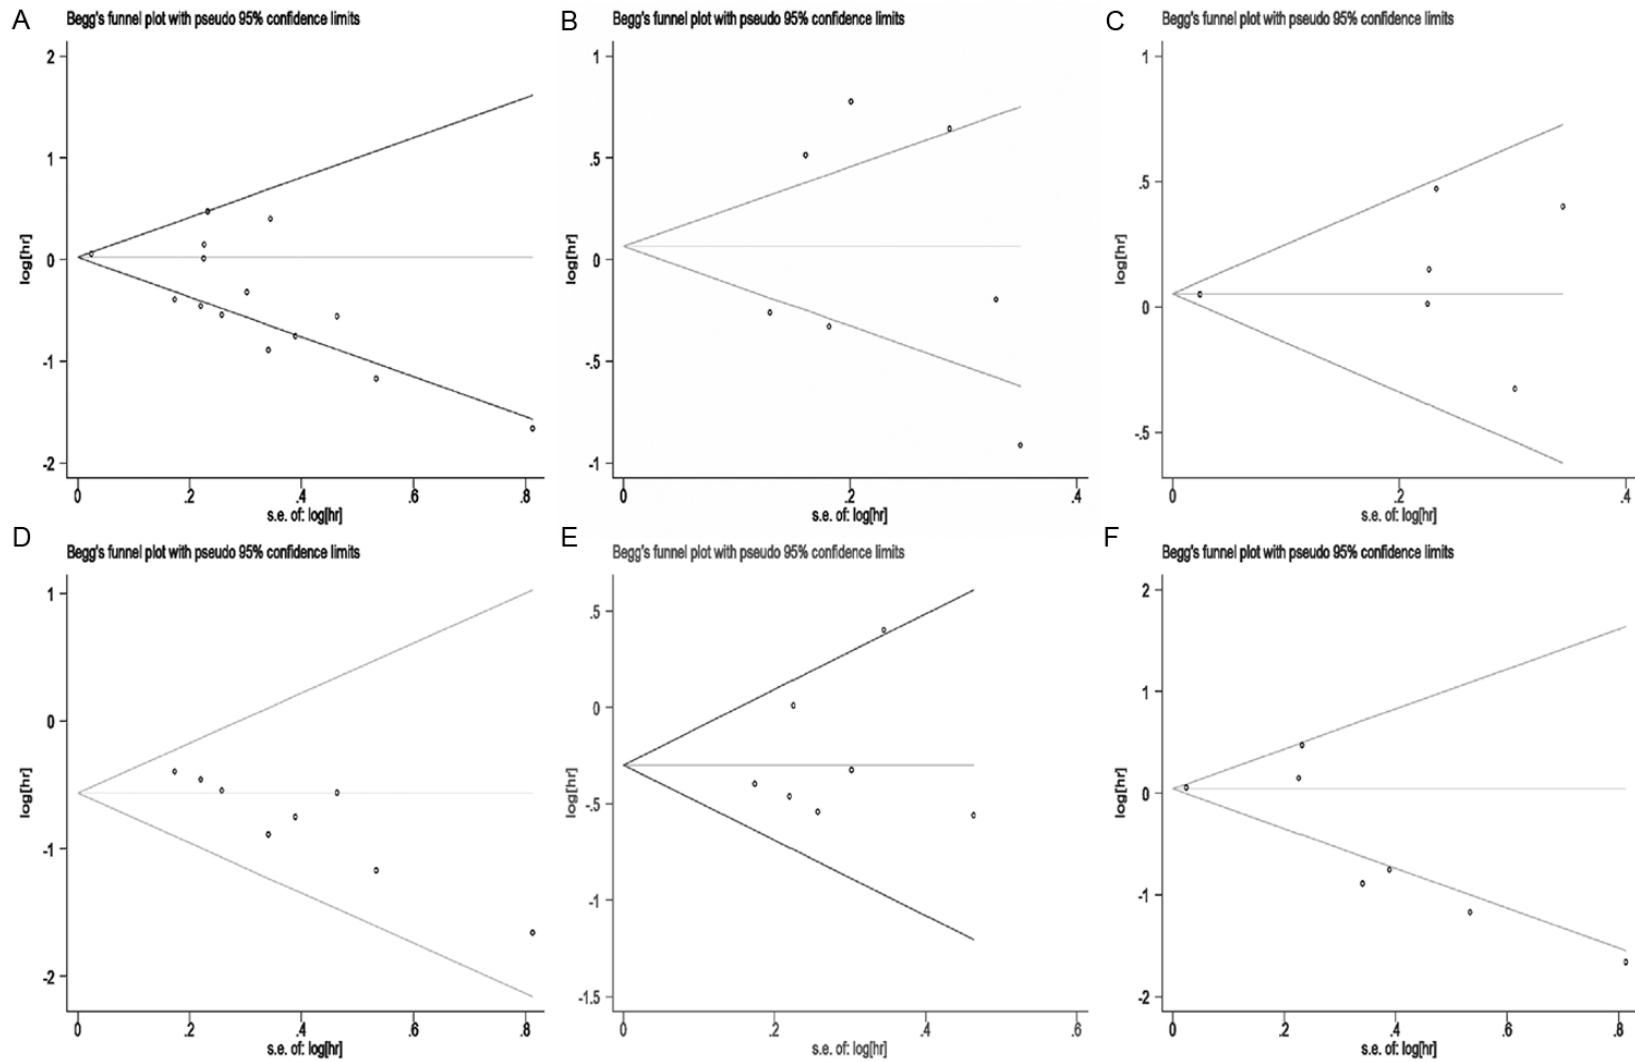 A
Begg's funnel plot with pseudo 95% confidence limits
2
1
0
-1
-2
log[hr]
0 .2 .4 .6 .8
s.e. of: log[hr]
B
Begg's funnel plot with pseudo 95% confidence limits
1
.5
0
-.5
-1
log[hr]
0 .2 .4
s.e. of: log[hr]
C
Begg's funnel plot with pseudo 95% confidence limits
1
.5
0
-.5
log[hr]
0 .2 .4
s.e. of: log[hr]
D
Begg's funnel plot with pseudo 95% confidence limits
1
0
-1
-2
log[hr]
0 .2 .4 .6 .8
s.e. of: log[hr]
E
Begg's funnel plot with pseudo 95% confidence limits
.5
0
-.5
-1
-1.5
log[hr]
0 .2 .4 .6
s.e. of: log[hr]
F
Begg's funnel plot with pseudo 95% confidence limits
2
1
0
-1
-2
log[hr]
0 .2 .4 .6 .8
s.e. of: log[hr]